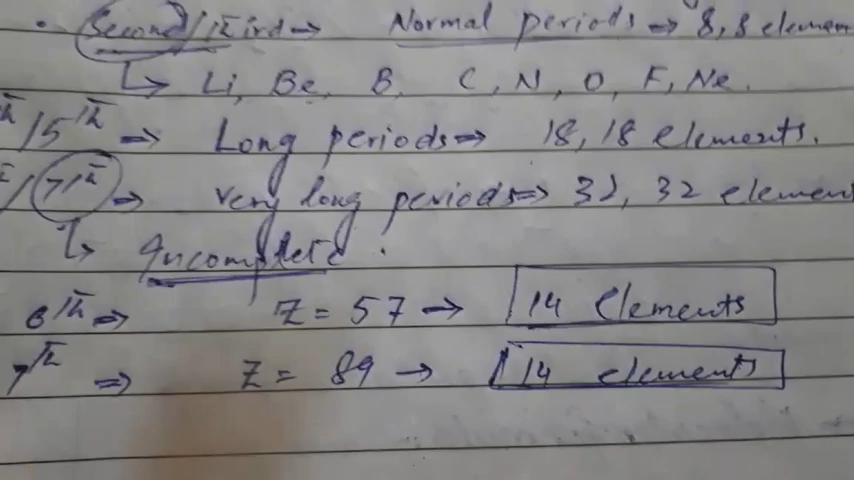 • Second/third → Normal periods → 8, 8 elemen
↳ Li, Be, B, C, N, O, F, Ne.
/5th ⇒ Long periods ⇒ 18, 18 elements.
/7th ⇒ very long periods ⇒ 32, 32 elemen
↳ Incomplete.
6th ⇒ Z = 57 → 14 elements
7th ⇒ Z = 89 → 14 elements